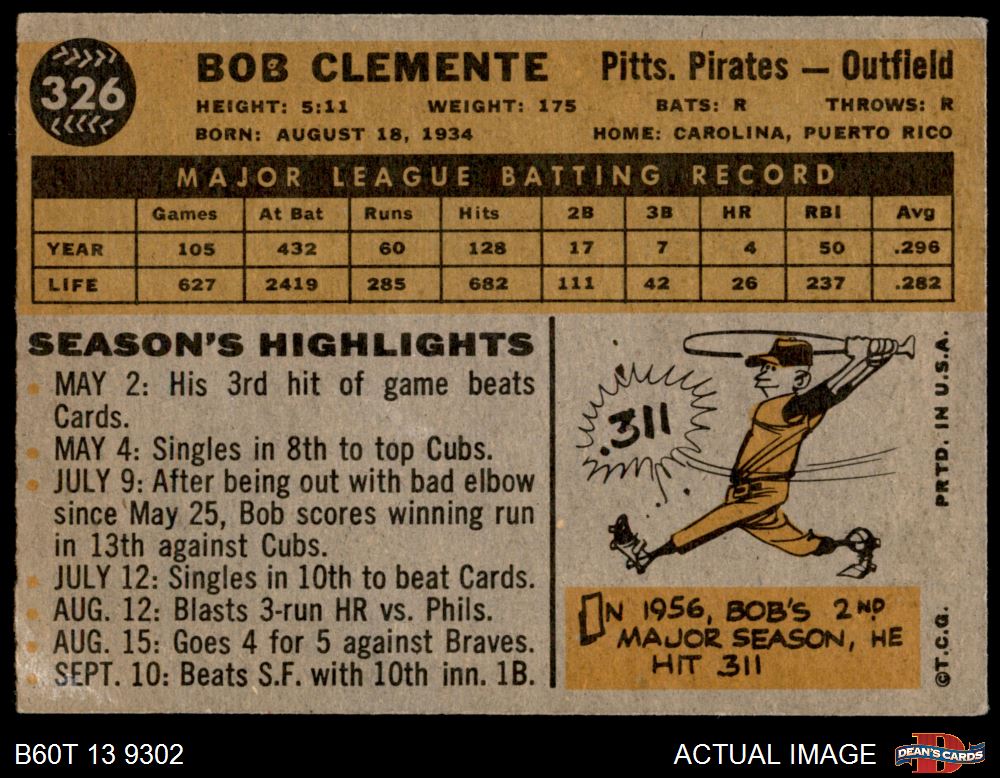 326
BOB CLEMENTE Pitts. Pirates — Outfield
HEIGHT: 5:11 WEIGHT: 175 BATS: R THROWS: R
BORN: AUGUST 18, 1934 HOME: CAROLINA, PUERTO RICO
MAJOR LEAGUE BATTING RECORD
Games At Bat Runs Hits 2B 3B HR RBI Avg
YEAR 105 432 60 128 17 7 4 50 .296
LIFE 627 2419 285 682 111 42 26 237 .282
SEASON'S HIGHLIGHTS
MAY 2: His 3rd hit of game beats
Cards.
MAY 4: Singles in 8th to top Cubs.
JULY 9: After being out with bad elbow
since May 25, Bob scores winning run
in 13th against Cubs.
JULY 12: Singles in 10th to beat Cards.
AUG. 12: Blasts 3-run HR vs. Phils.
AUG. 15: Goes 4 for 5 against Braves.
SEPT. 10: Beats S.F. with 10th inn. 1B.
.311
IN 1956, BOB'S 2ND
MAJOR SEASON, HE
HIT 311
PRTD. IN U.S.A.
©T.C.G.
B60T 13 9302
ACTUAL IMAGE
D
DEAN'S CARDS